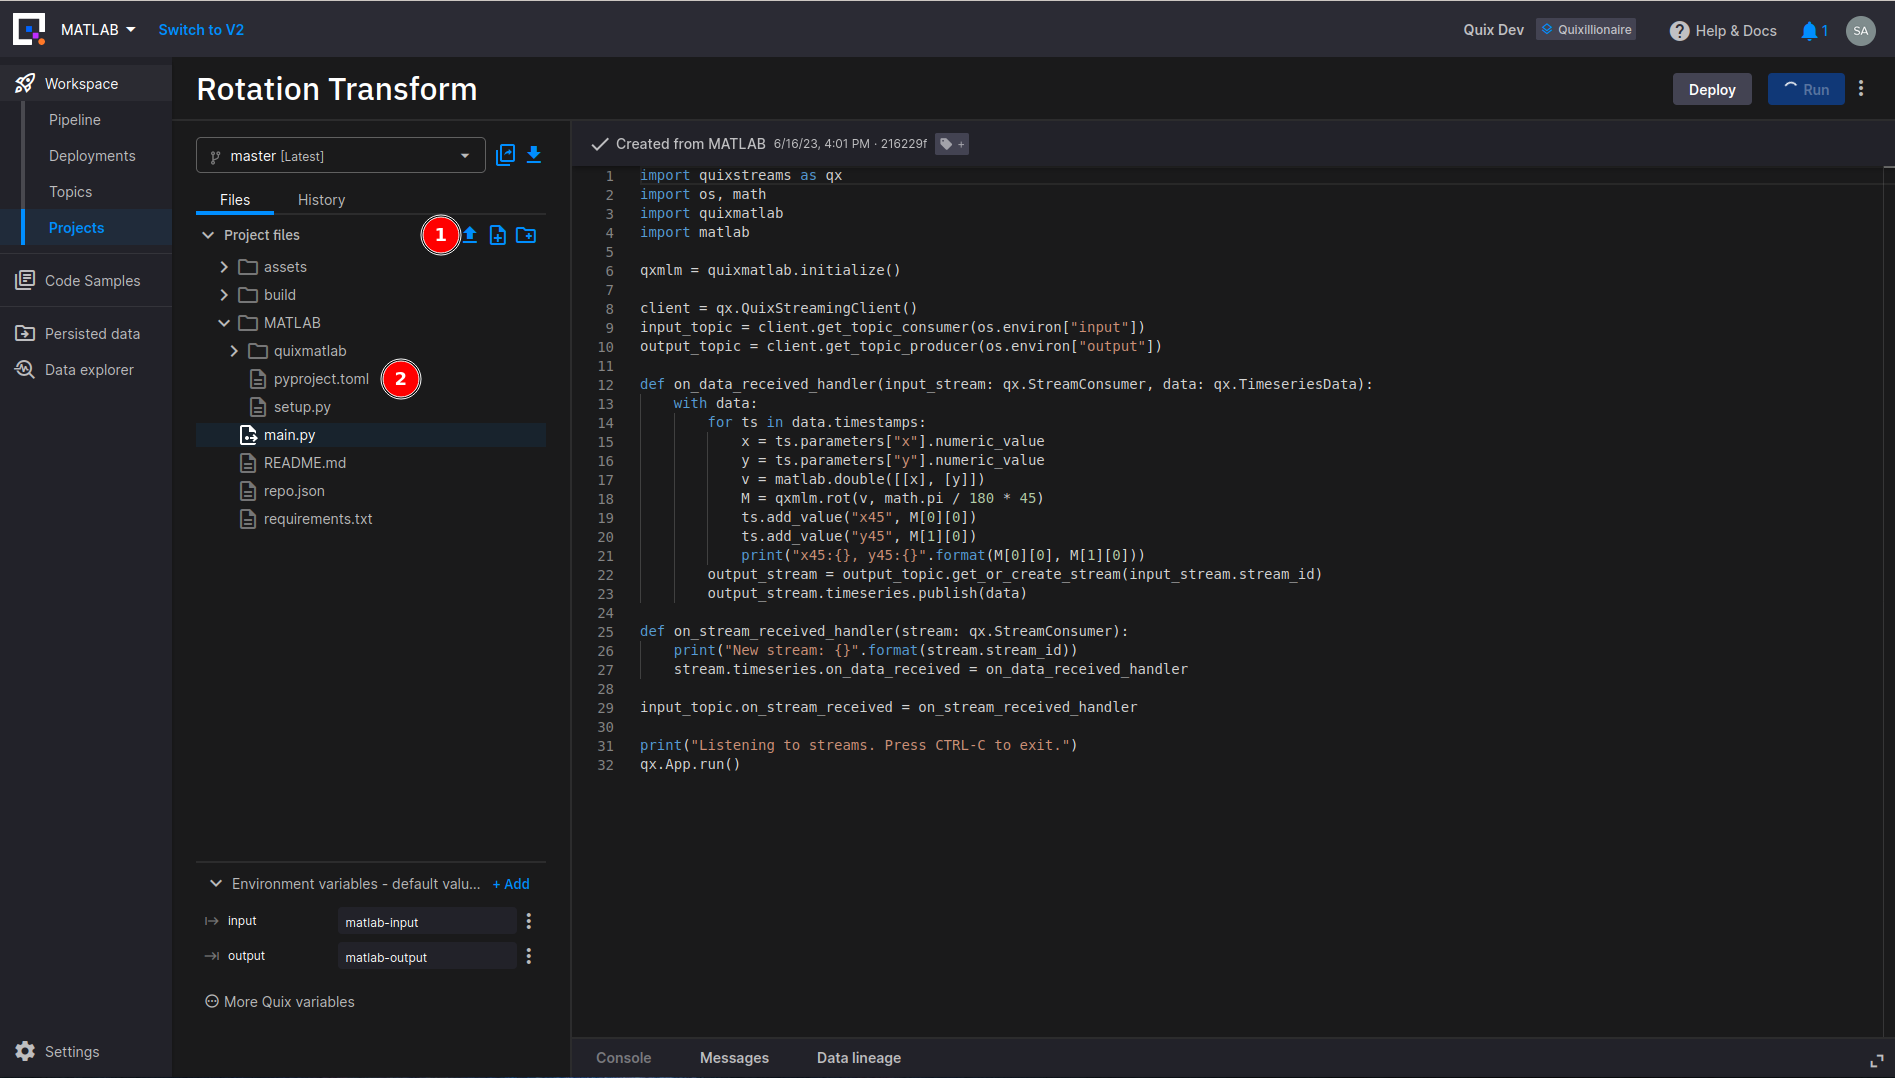 MATLAB
Switch to V2
Quix Dev
Quixillionaire
Help & Docs
1
SA
Workspace
Pipeline
Deployments
Topics
Projects
Code Samples
Persisted data
Data explorer
Settings
Rotation Transform
Deploy
Run
master [Latest]
Files
History
Project files
1
assets
build
MATLAB
quixmatlab
pyproject.toml
2
setup.py
main.py
README.md
repo.json
requirements.txt
Environment variables - default valu...
+ Add
input
matlab-input
output
matlab-output
More Quix variables
Created from MATLAB 6/16/23, 4:01 PM · 216229f
+
1 import quixstreams as qx
2 import os, math
3 import quixmatlab
4 import matlab
5
6 qxmlm = quixmatlab.initialize()
7
8 client = qx.QuixStreamingClient()
9 input_topic = client.get_topic_consumer(os.environ["input"])
10 output_topic = client.get_topic_producer(os.environ["output"])
11
12 def on_data_received_handler(input_stream: qx.StreamConsumer, data: qx.TimeseriesData):
13 with data:
14 for ts in data.timestamps:
15 x = ts.parameters["x"].numeric_value
16 y = ts.parameters["y"].numeric_value
17 v = matlab.double([[x], [y]])
18 M = qxmlm.rot(v, math.pi / 180 * 45)
19 ts.add_value("x45", M[0][0])
20 ts.add_value("y45", M[1][0])
21 print("x45:{}, y45:{}".format(M[0][0], M[1][0]))
22 output_stream = output_topic.get_or_create_stream(input_stream.stream_id)
23 output_stream.timeseries.publish(data)
24
25 def on_stream_received_handler(stream: qx.StreamConsumer):
26 print("New stream: {}".format(stream.stream_id))
27 stream.timeseries.on_data_received = on_data_received_handler
28
29 input_topic.on_stream_received = on_stream_received_handler
30
31 print("Listening to streams. Press CTRL-C to exit.")
32 qx.App.run()
Console
Messages
Data lineage